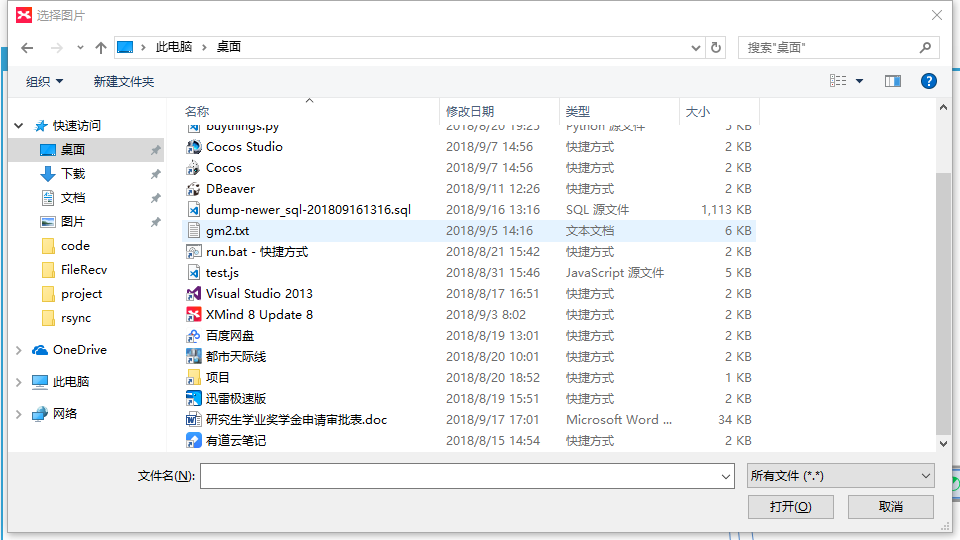 选择图片
此电脑 桌面
搜索"桌面"
组织 新建文件夹
名称 修改日期 类型 大小
快速访问
桌面
下载
文档
图片
code
FileRecv
project
rsync
OneDrive
此电脑
网络
buythings.py 2018/8/20 19:25 Python 源文件 5 KB
Cocos Studio 2018/9/7 14:56 快捷方式 2 KB
Cocos 2018/9/7 14:56 快捷方式 2 KB
DBeaver 2018/9/11 12:26 快捷方式 2 KB
dump-newer_sql-201809161316.sql 2018/9/16 13:16 SQL 源文件 1,113 KB
gm2.txt 2018/9/5 14:16 文本文档 6 KB
run.bat - 快捷方式 2018/8/21 15:42 快捷方式 2 KB
test.js 2018/8/31 15:46 JavaScript 源文件 5 KB
Visual Studio 2013 2018/9/17 16:51 快捷方式 2 KB
XMind 8 Update 8 2018/9/3 8:02 快捷方式 2 KB
百度网盘 2018/8/19 13:01 快捷方式 2 KB
都市天际线 2018/8/20 10:01 快捷方式 2 KB
项目 2018/8/20 18:52 快捷方式 1 KB
迅雷极速版 2018/8/19 15:51 快捷方式 2 KB
研究生学业奖学金申请审批表.doc 2018/9/17 17:01 Microsoft Word ... 34 KB
有道云笔记 2018/8/15 14:54 快捷方式 2 KB
文件名(N): 所有文件 (*.*)
打开(O) 取消